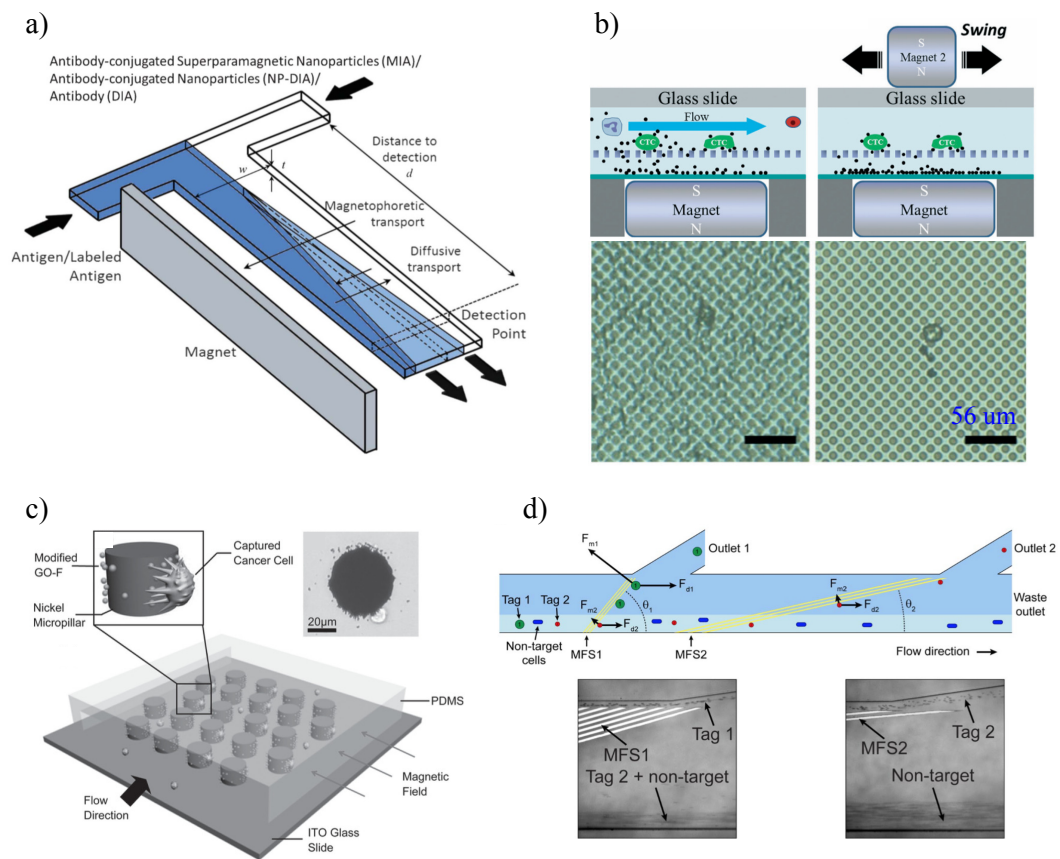 a)
Antibody-conjugated Superparamagnetic Nanoparticles (MIA)/
Antibody-conjugated Nanoparticles (NP-DIA)/
Antibody (DIA)
Distance to
detection
d
w
t
Magnetophoretic
transport
Diffusive
transport
Antigen/Labeled
Antigen
Detection
Point
Magnet
b)
Swing
S
Magnet 2
N
Glass slide
Glass slide
Flow
CTC
CTC
CTC
CTC
S
Magnet
N
S
Magnet
N
56 um
c)
Modified
GO-F
Captured
Cancer Cell
Nickel
Micropillar
20μm
PDMS
Magnetic
Field
Flow
Direction
ITO Glass
Slide
d)
Fm1
Outlet 1
Outlet 2
Fd1
Tag 1
Tag 2
Fm2
θ1
Fd2
Fm2
Fd2
θ2
Waste
outlet
Non-target
cells
MFS1
MFS2
Flow direction
1
1
1
1
MFS1
Tag 1
Tag 2 + non-target
MFS2
Tag 2
Non-target